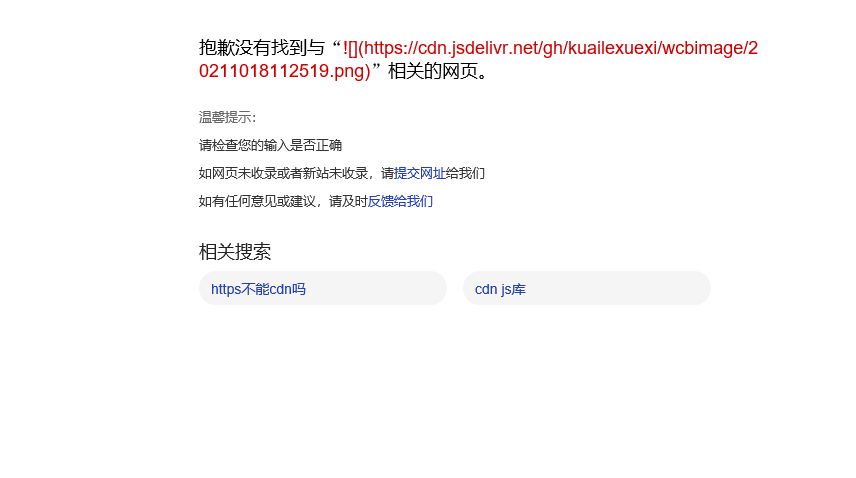 抱歉没有找到与“![](https://cdn.jsdelivr.net/gh/kuailexuexi/wcbimage/2
0211018112519.png)”相关的网页。
温馨提示：
请检查您的输入是否正确
如网页未收录或者新站未收录，请提交网址给我们
如有任何意见或建议，请及时反馈给我们
相关搜索
https不能cdn吗
cdn js库